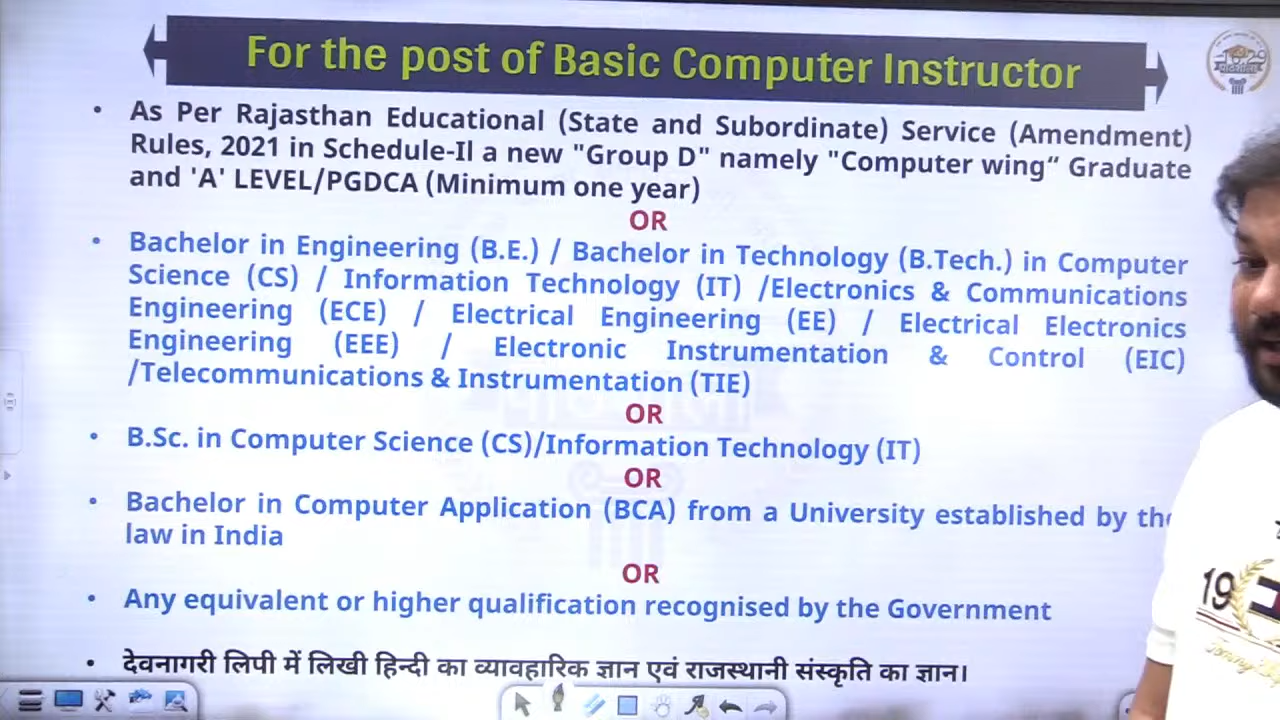 For the post of Basic Computer Instructor
• As Per Rajasthan Educational (State and Subordinate) Service (Amendment)
Rules, 2021 in Schedule-Il a new "Group D" namely "Computer wing“ Graduate
and 'A' LEVEL/PGDCA (Minimum one year)
OR
• Bachelor in Engineering (B.E.) / Bachelor in Technology (B.Tech.) in Computer
Science (CS) / Information Technology (IT) /Electronics & Communications
Engineering (ECE) / Electrical Engineering (EE) / Electrical Electronics
Engineering (EEE) / Electronic Instrumentation & Control (EIC)
/Telecommunications & Instrumentation (TIE)
OR
• B.Sc. in Computer Science (CS)/Information Technology (IT)
OR
• Bachelor in Computer Application (BCA) from a University established by the
law in India
OR
• Any equivalent or higher qualification recognised by the Government
• देवनागरी लिपी में लिखी हिन्दी का व्यावहारिक ज्ञान एवं राजस्थानी संस्कृति का ज्ञान।
19